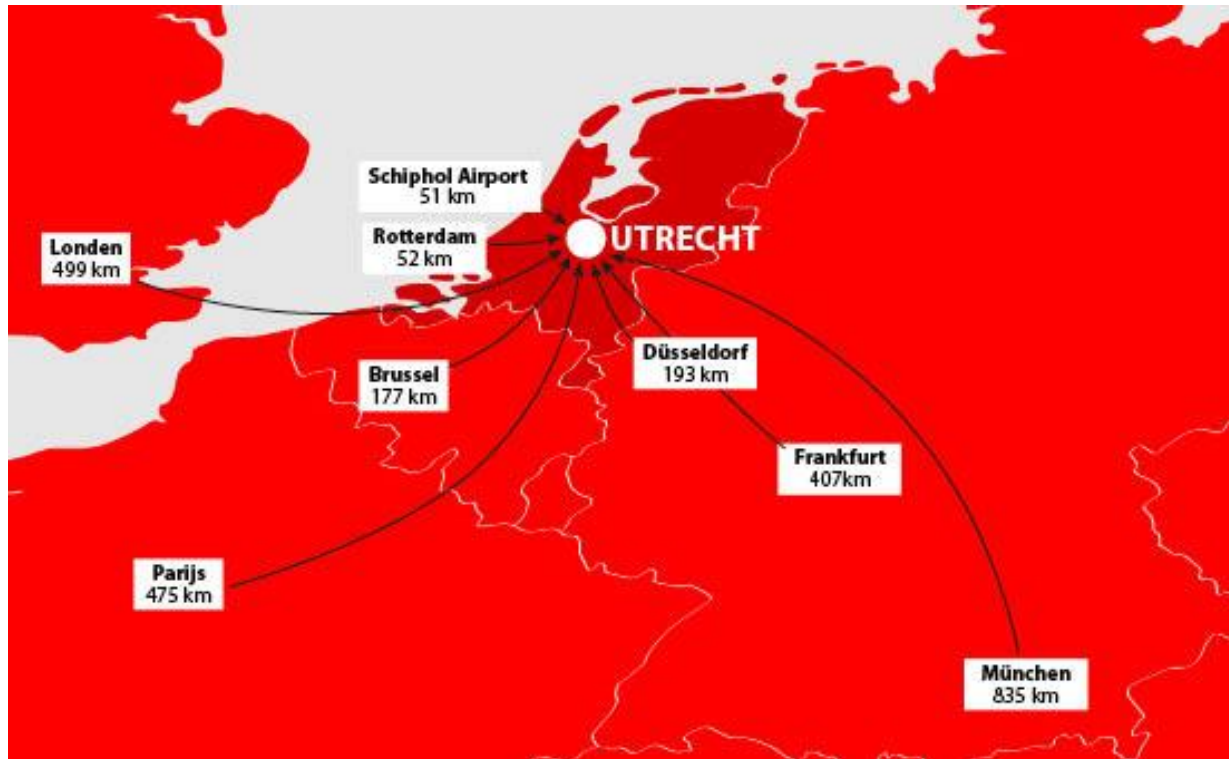 Schiphol Airport
51 km
Rotterdam
52 km
UTRECHT
Londen
499 km
Brussel
177 km
Düsseldorf
193 km
Frankfurt
407km
Parijs
475 km
München
835 km